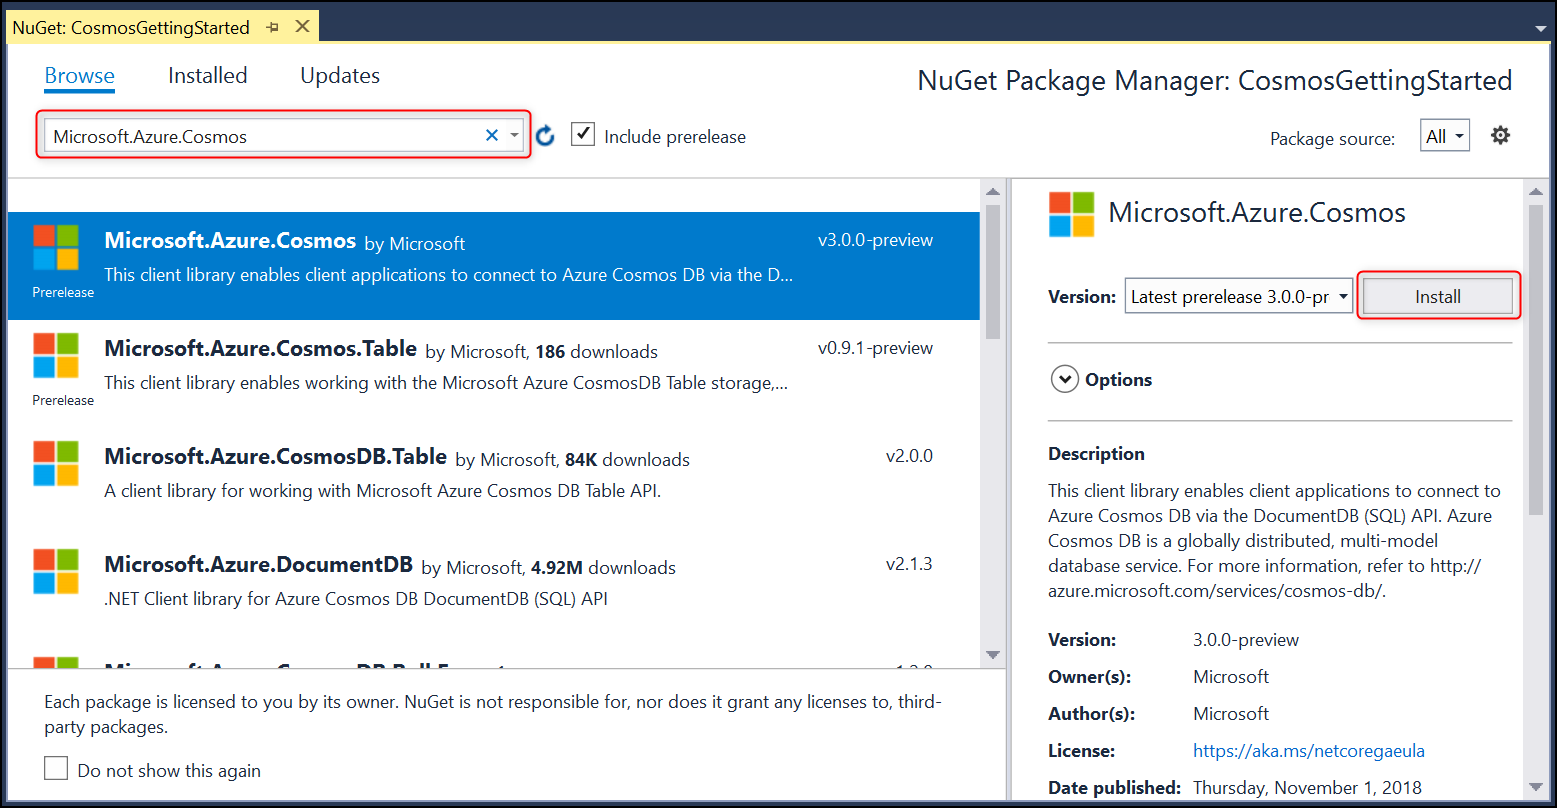 NuGet: CosmosGettingStarted
Browse Installed Updates
NuGet Package Manager: CosmosGettingStarted
Microsoft.Azure.Cosmos
Include prerelease
Package source: All
Microsoft.Azure.Cosmos by Microsoft v3.0.0-preview
This client library enables client applications to connect to Azure Cosmos DB via the D...
Prerelease
Microsoft.Azure.Cosmos.Table by Microsoft, 186 downloads v0.9.1-preview
This client library enables working with the Microsoft Azure CosmosDB Table storage,...
Prerelease
Microsoft.Azure.CosmosDB.Table by Microsoft, 84K downloads v2.0.0
A client library for working with Microsoft Azure Cosmos DB Table API.
Microsoft.Azure.DocumentDB by Microsoft, 4.92M downloads v2.1.3
.NET Client library for Azure Cosmos DB DocumentDB (SQL) API
Each package is licensed to you by its owner. NuGet is not responsible for, nor does it grant any licenses to, third-
party packages.
Do not show this again
Microsoft.Azure.Cosmos
Version: Latest prerelease 3.0.0-pr Install
Options
Description
This client library enables client applications to connect to
Azure Cosmos DB via the DocumentDB (SQL) API. Azure
Cosmos DB is a globally distributed, multi-model
database service. For more information, refer to http://
azure.microsoft.com/services/cosmos-db/.
Version: 3.0.0-preview
Owner(s): Microsoft
Author(s): Microsoft
License: https://aka.ms/netcoregaeula
Date published: Thursday, November 1, 2018